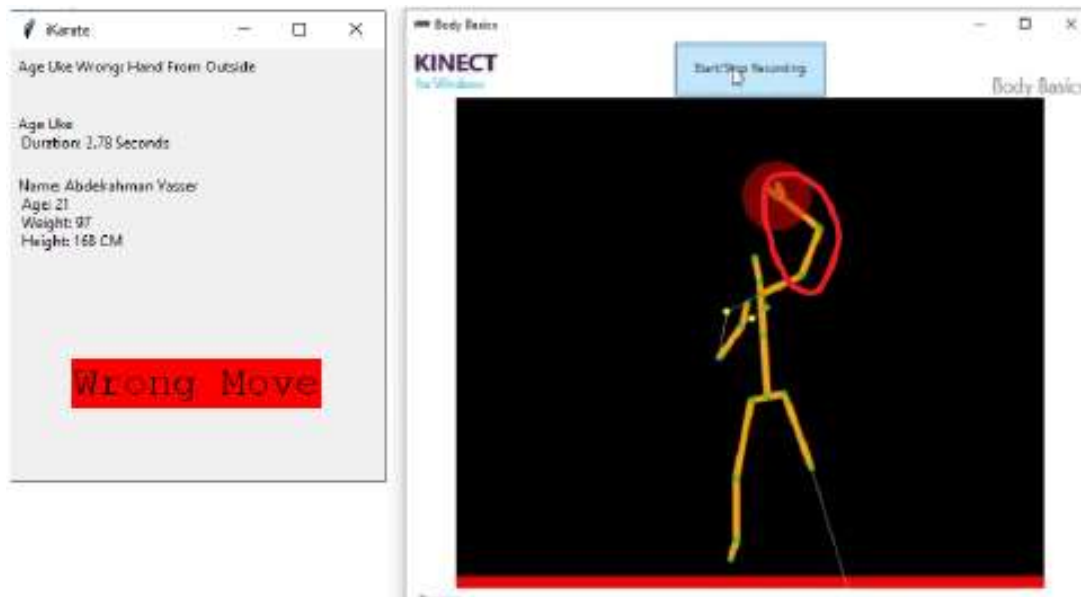 iKarate
Age Uke Wrong: Hand From Outside
Age Uke
Duration: 2.78 Seconds
Name: Abdekahman Yasser
Age: 21
Weight: 97
Height: 168 CM
Wrong Move
Body Basics
KINECT
for Windows
Start/Stop Recording
Body Basics